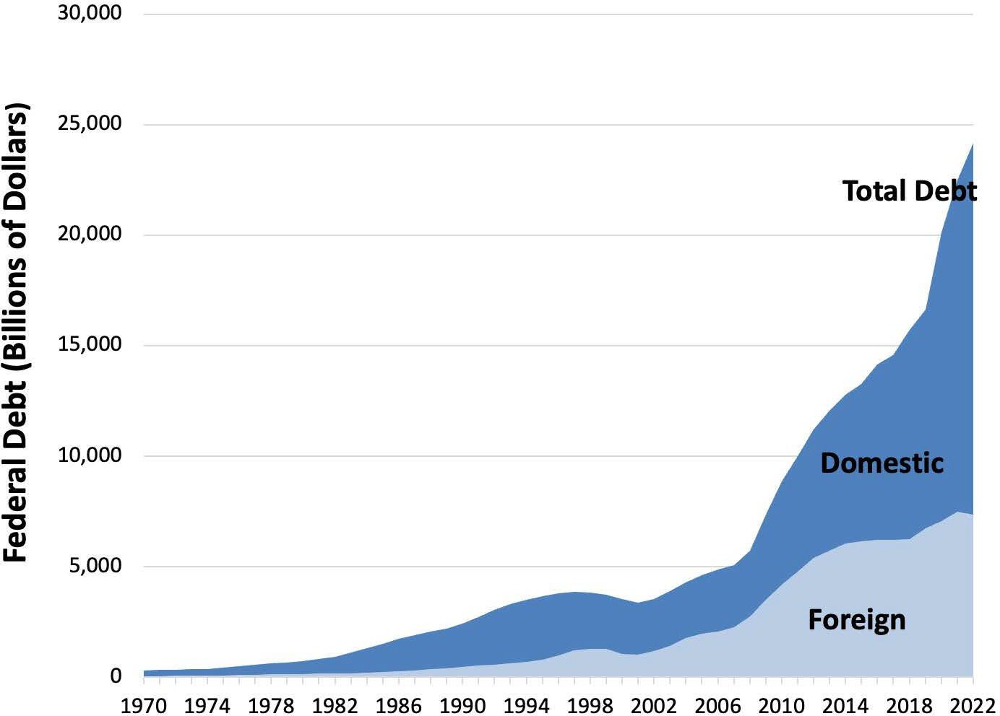 Federal Debt (Billions of Dollars)
30,000
25,000
20,000
15,000
10,000
5,000
0
Total Debt
Domestic
Foreign
1970 1974 1978 1982 1986 1990 1994 1998 2002 2006 2010 2014 2018 2022